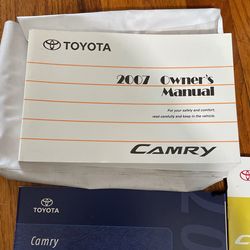 TOYOTA
2007 Owner's
Manual
For your safety and comfort,
read carefully and keep in the vehicle.
CAMRY
TOYOTA
Camry